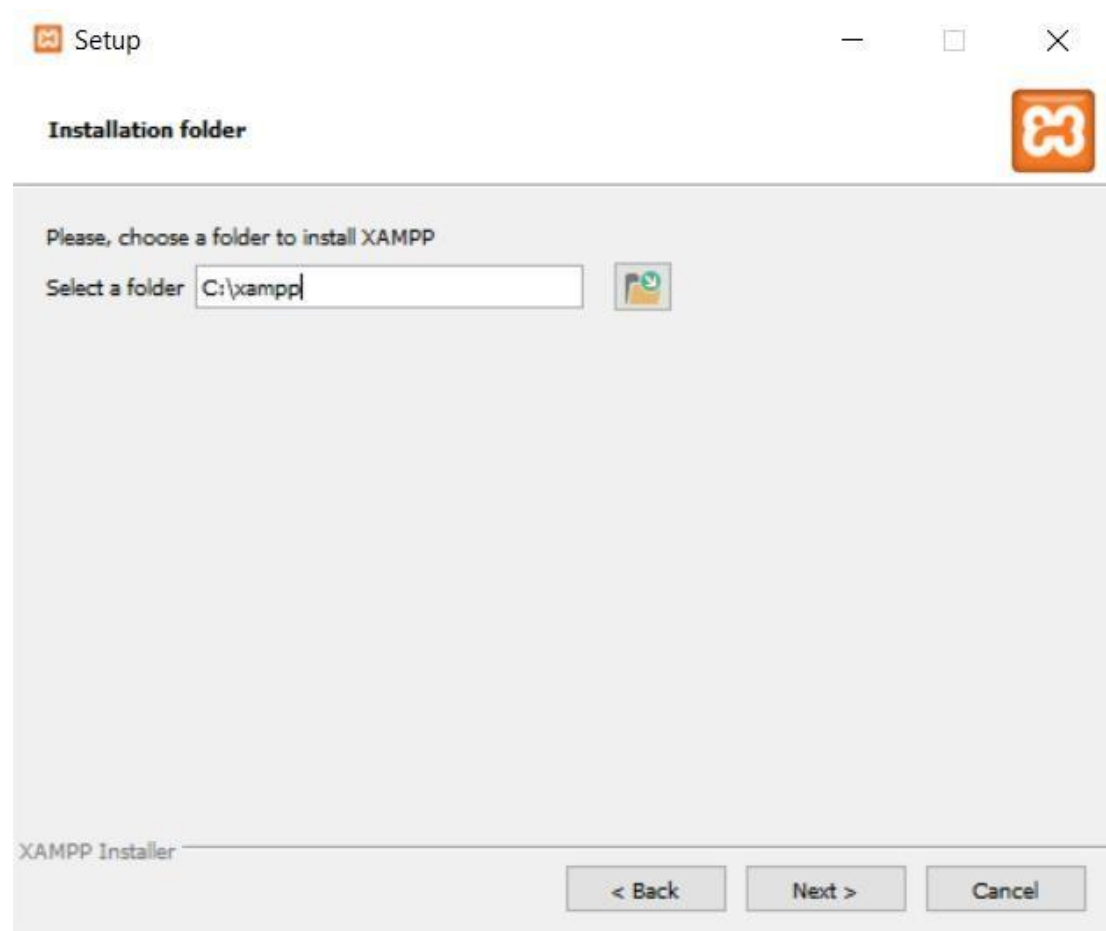 Setup
Installation folder
Please, choose a folder to install XAMPP
Select a folder C:\xampp
XAMPP Installer
< Back Next > Cancel